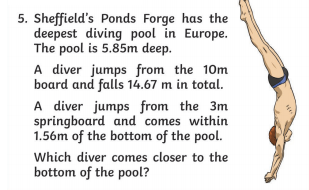 5. Sheffield's Ponds Forge has the
deepest diving pool in Europe.
The pool is 5.85m deep.
A diver jumps from the 10m
board and falls 14.67 m in total.
A diver jumps from the 3m
springboard and comes within
1.56m of the bottom of the pool.
Which diver comes closer to the
bottom of the pool?